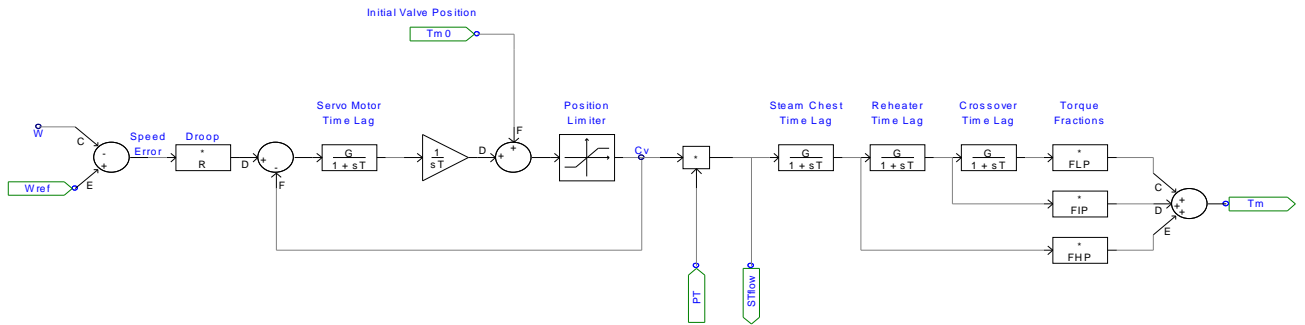 Initial Valve Position
Tm0
Servo Motor
Time Lag
Position
Limiter
Steam Chest
Time Lag
Reheater
Time Lag
Crossover
Time Lag
Torque
Fractions
W
C
-
+
E
Wref
Speed
Error
Droop
*
R
D
+
-
F
G
1 + sT
1
sT
D
F
+
+
Cv
*
G
1 + sT
G
1 + sT
G
1 + sT
*
FLP
*
FIP
*
FHP
C
D
E
+
+
+
Tm
PT
STflow